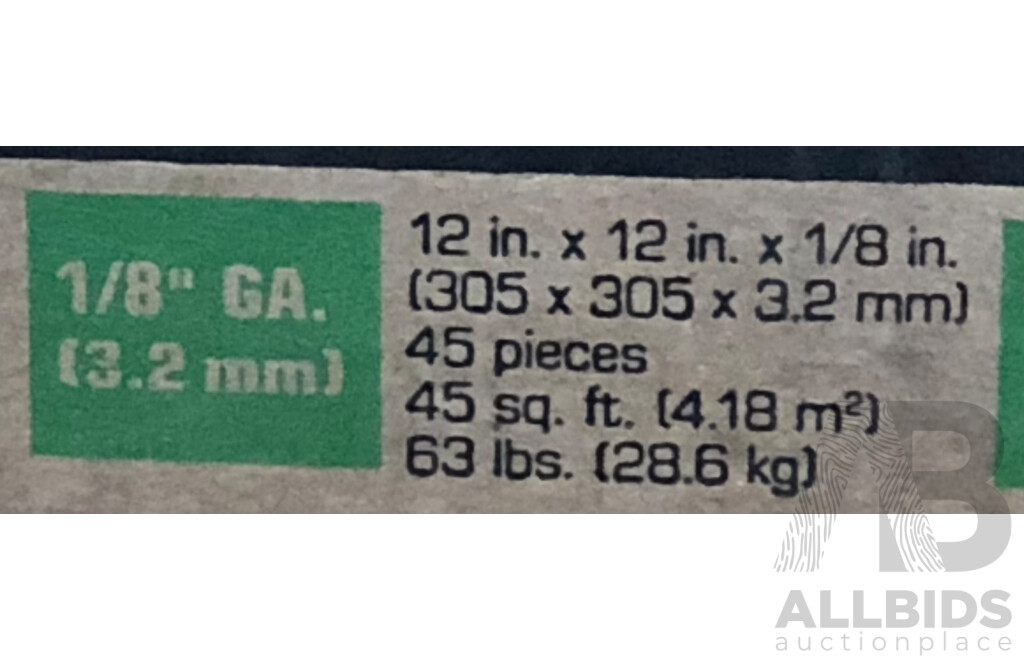 1/8" GA.
(3.2 mm)
12 in. x 12 in. x 1/8 in.
(305 x 305 x 3.2 mm)
45 pieces
45 sq. ft. (4.18 m²)
63 lbs. (28.6 kg)
AB
ALLBIDS
auctionplace